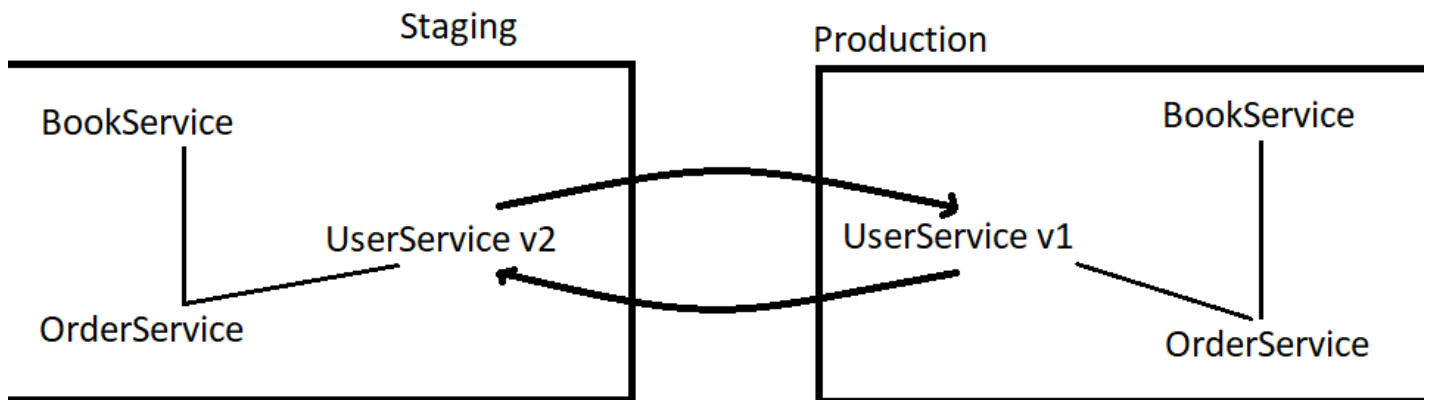 Staging
Production
BookService
UserService v2
OrderService
BookService
UserService v1
OrderService